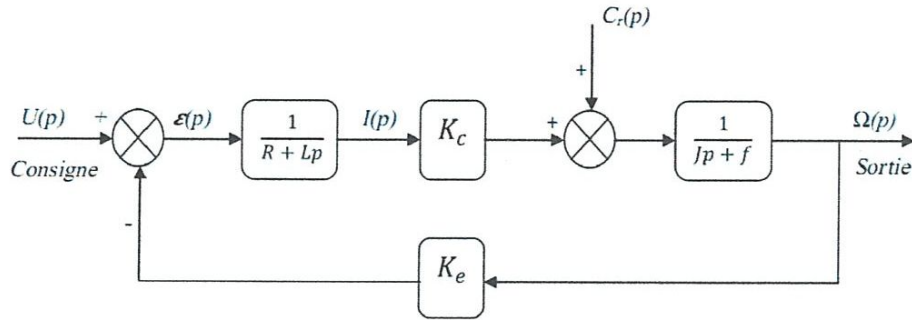 C_r(p)
+
U(p) + ε(p) 1/(R + Lp) I(p) K_c + 1/(Jp + f) Ω(p)
Consigne Sortie
-
K_e